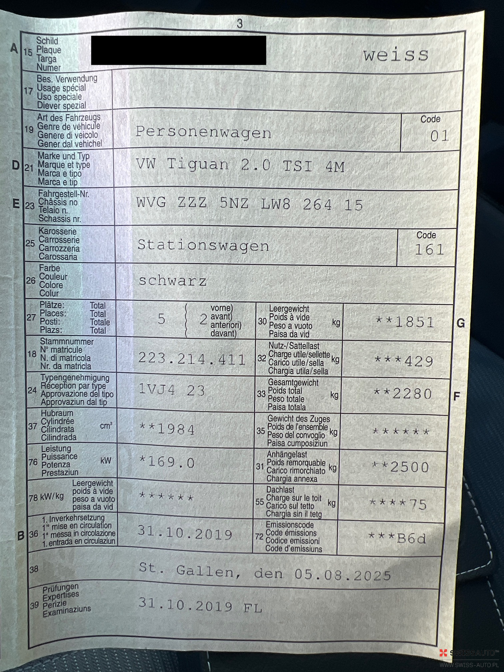 3
A 15 Schild
Plaque
Targa
Numer
weiss
17 Bes. Verwendung
Usage spécial
Uso speciale
Diever spezial
19 Art des Fahrzeugs
Genre de véhicule
Genere di veicolo
Gener dal vehichel
Personenwagen
Code
01
D 21 Marke und Typ
Marque et type
Marca e tipo
Marca e tip
VW Tiguan 2.0 TSI 4M
E 23 Fahrgestell-Nr.
Châssis no
Telaio n.
Schassis nr.
WVG ZZZ 5NZ LW8 264 15
25 Karosserie
Carrosserie
Carrozzeria
Carossaria
Stationswagen
Code
161
26 Farbe
Couleur
Colore
Colur
schwarz
27 Plätze: Total
Places: Total
Posti: Totale
Plazs: Total
5 { 2 vorne)
avant)
anteriori)
davant)
30 Leergewicht
Poids à vide
Peso a vuoto
Paisa da vid
kg
**1851
G
18 Stammnummer
N° matricule
N. di matricola
Nr. da matricla
223.214.411
32 Nutz-/Sattellast
Charge utile/sellette
Carico utile/sella
Chargia utila/sella
kg
***429
24 Typengenehmigung
Réception par type
Approvazione del tipo
Approvaziun dal tip
1VJ4 23
33 Gesamtgewicht
Poids total
Peso totale
Paisa totala
kg
**2280
F
37 Hubraum
Cylindrée
Cilindrata
Cilindrada
cm³
**1984
35 Gewicht des Zuges
Poids de l'ensemble
Peso del convoglio
Paisa cumposiziun
kg
******
76 Leistung
Puissance
Potenza
Prestaziun
kW
*169.0
31 Anhängelast
Poids remorquable
Carico rimorchiato
Chargia annexa
kg
**2500
78 kW/kg Leergewicht
poids à vide
peso a vuoto
paisa da vid
******
55 Dachlast
Charge sur le toit
Carico sul tetto
Chargia sin il tetg
kg
****75
B 36 1. Inverkehrsetzung
1re mise en circulation
1a messa in circolazione
1. entrada en circulaziun
31.10.2019
72 Emissionscode
Code émissions
Codice emissioni
Code d'emissiuns
***B6d
38
St. Gallen, den 05.08.2025
39 Prüfungen
Expertises
Perizie
Examinaziuns
31.10.2019 FL